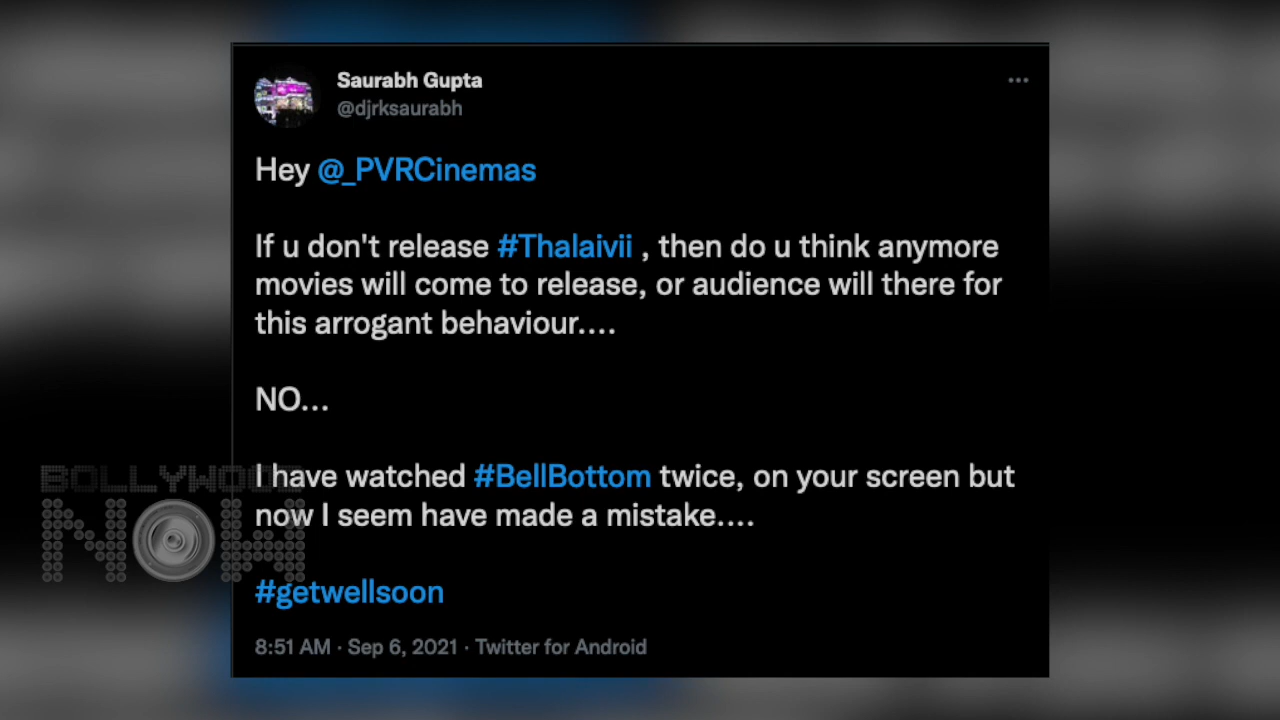 Saurabh Gupta
@djrksaurabh
Hey @_PVRCinemas
If u don't release #Thalaivii , then do u think anymore
movies will come to release, or audience will there for
this arrogant behaviour....
NO...
I have watched #BellBottom twice, on your screen but
now I seem have made a mistake....
#getwellsoon
8:51 AM · Sep 6, 2021 · Twitter for Android
BOLLYWOOD
NOW